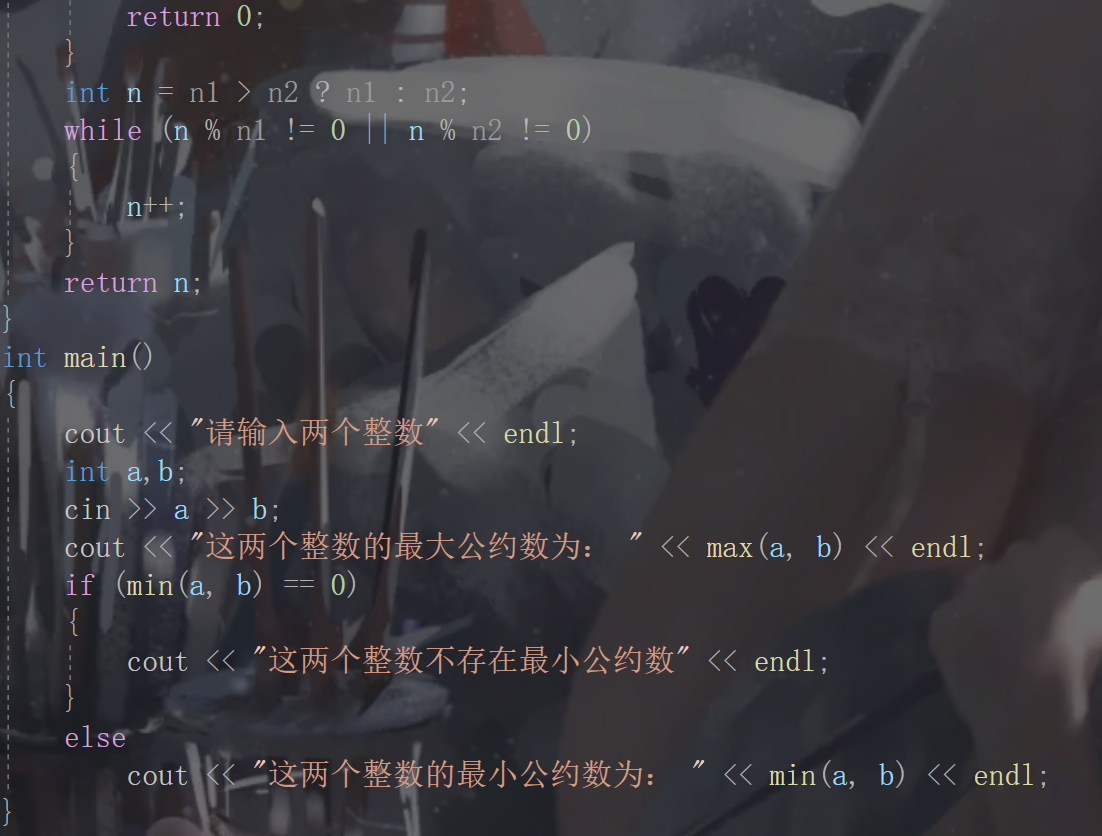 return 0;
}
int n = n1 > n2 ? n1 : n2;
while (n % n1 != 0 || n % n2 != 0)
{
n++;
}
return n;
}
int main()
{
cout << "请输入两个整数" << endl;
int a,b;
cin >> a >> b;
cout << "这两个整数的最大公约数为： " << max(a, b) << endl;
if (min(a, b) == 0)
{
cout << "这两个整数不存在最小公约数" << endl;
}
else
cout << "这两个整数的最小公约数为： " << min(a, b) << endl;
}